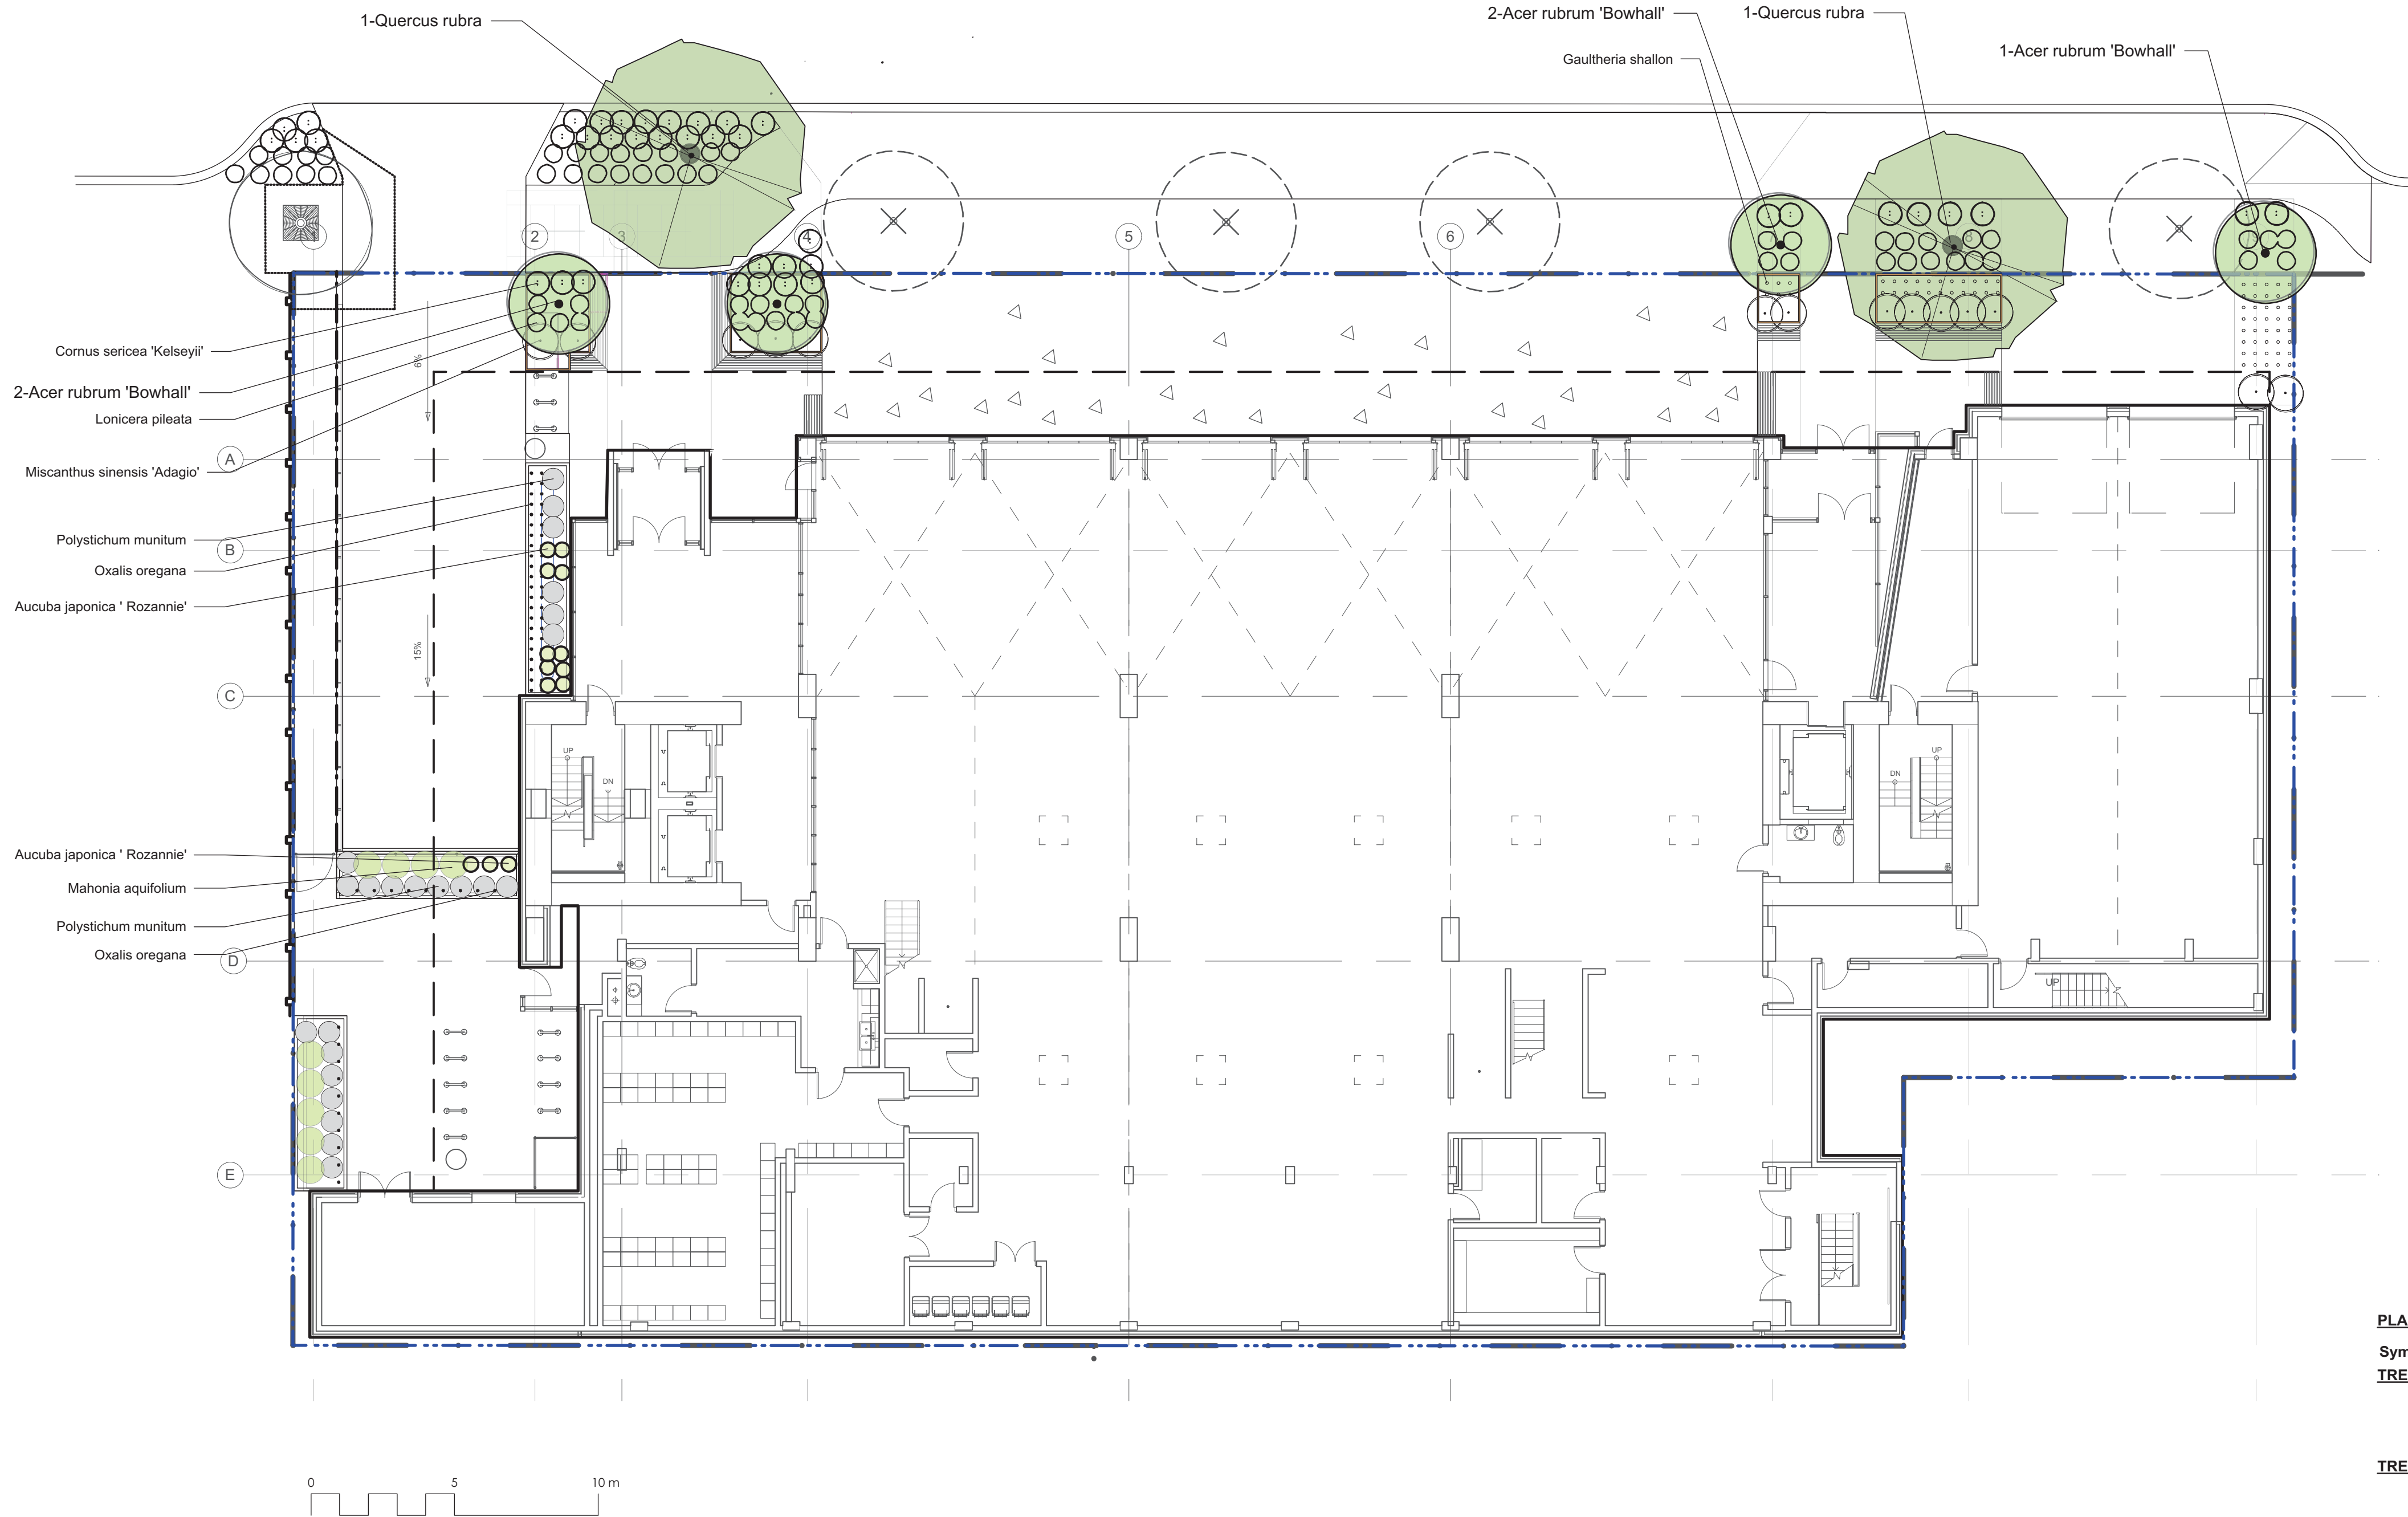 1-Quercus rubra
2-Acer rubrum 'Bowhall'
1-Quercus rubra
Gaultheria shallon
1-Acer rubrum 'Bowhall'
1
2
3
4
5
6
8
Cornus sericea 'Kelseyii'
6%
2-Acer rubrum 'Bowhall'
Lonicera pileata
A
Miscanthus sinensis 'Adagio'
Polystichum munitum
B
Oxalis oregana
Aucuba japonica ' Rozannie'
15%
C
UP
DN
UP
DN
Aucuba japonica ' Rozannie'
Mahonia aquifolium
Polystichum munitum
Oxalis oregana
D
UP
E
PLA
Sym
TRE
TRE
0
5
10 m